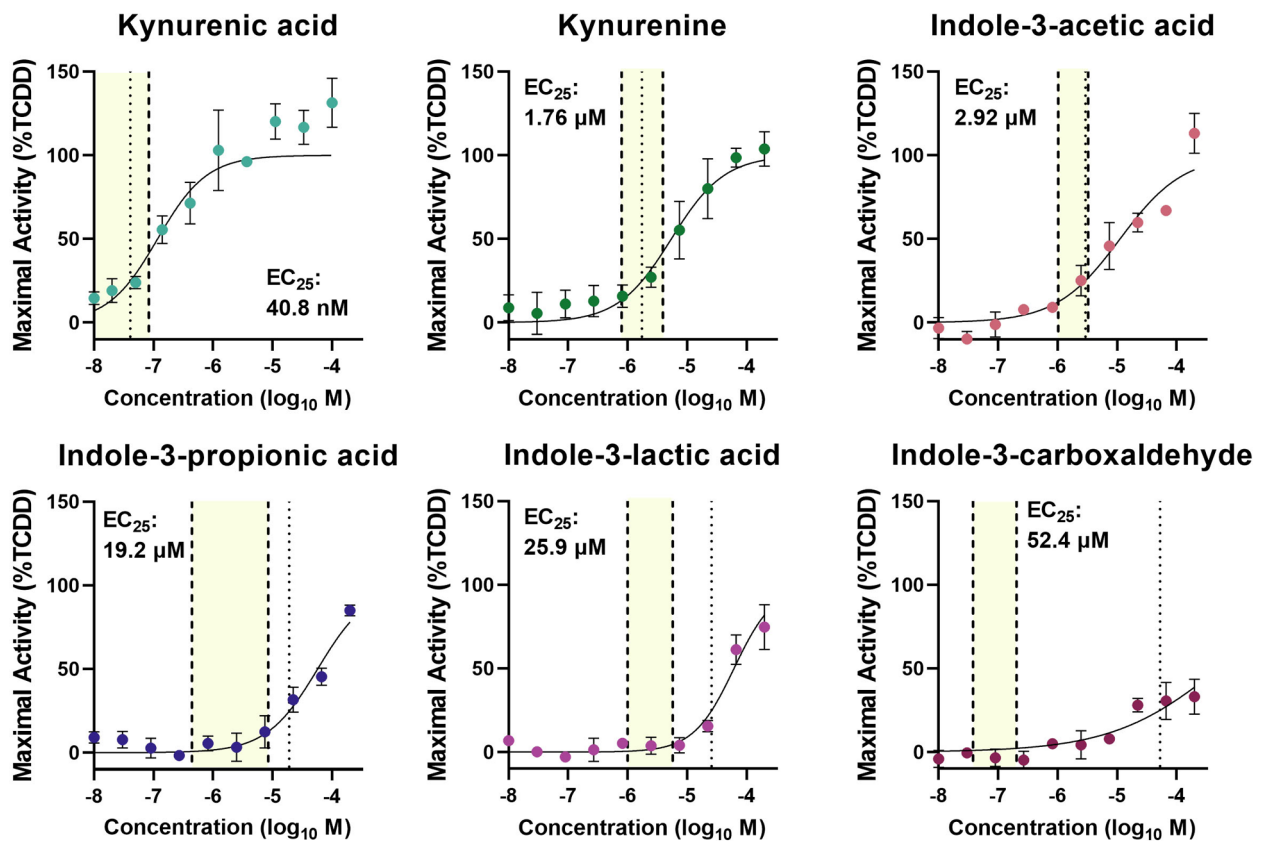 Kynurenic acid
Maximal Activity (%TCDD)
150
100
50
0
EC25:
40.8 nM
-8 -7 -6 -5 -4
Concentration (log10 M)
Kynurenine
Maximal Activity (%TCDD)
150
100
50
0
EC25:
1.76 µM
-8 -7 -6 -5 -4
Concentration (log10 M)
Indole-3-acetic acid
Maximal Activity (%TCDD)
150
100
50
0
EC25:
2.92 µM
-8 -7 -6 -5 -4
Concentration (log10 M)
Indole-3-propionic acid
Maximal Activity (%TCDD)
150
100
50
0
EC25:
19.2 µM
-8 -7 -6 -5 -4
Concentration (log10 M)
Indole-3-lactic acid
Maximal Activity (%TCDD)
150
100
50
0
EC25:
25.9 µM
-8 -7 -6 -5 -4
Concentration (log10 M)
Indole-3-carboxaldehyde
Maximal Activity (%TCDD)
150
100
50
0
EC25:
52.4 µM
-8 -7 -6 -5 -4
Concentration (log10 M)